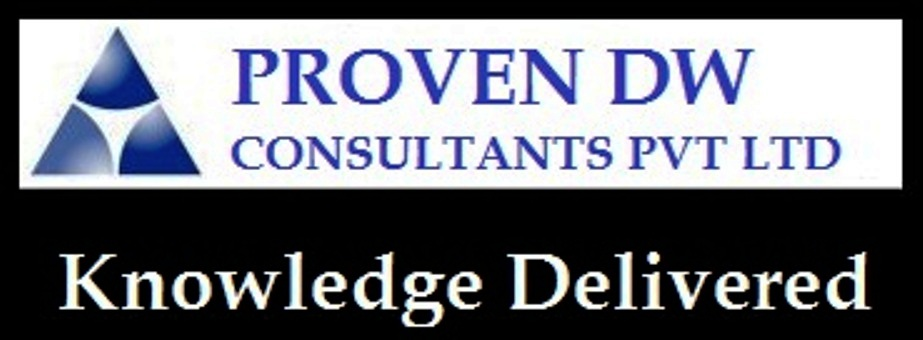 PROVEN DW
CONSULTANTS PVT LTD
Knowledge Delivered